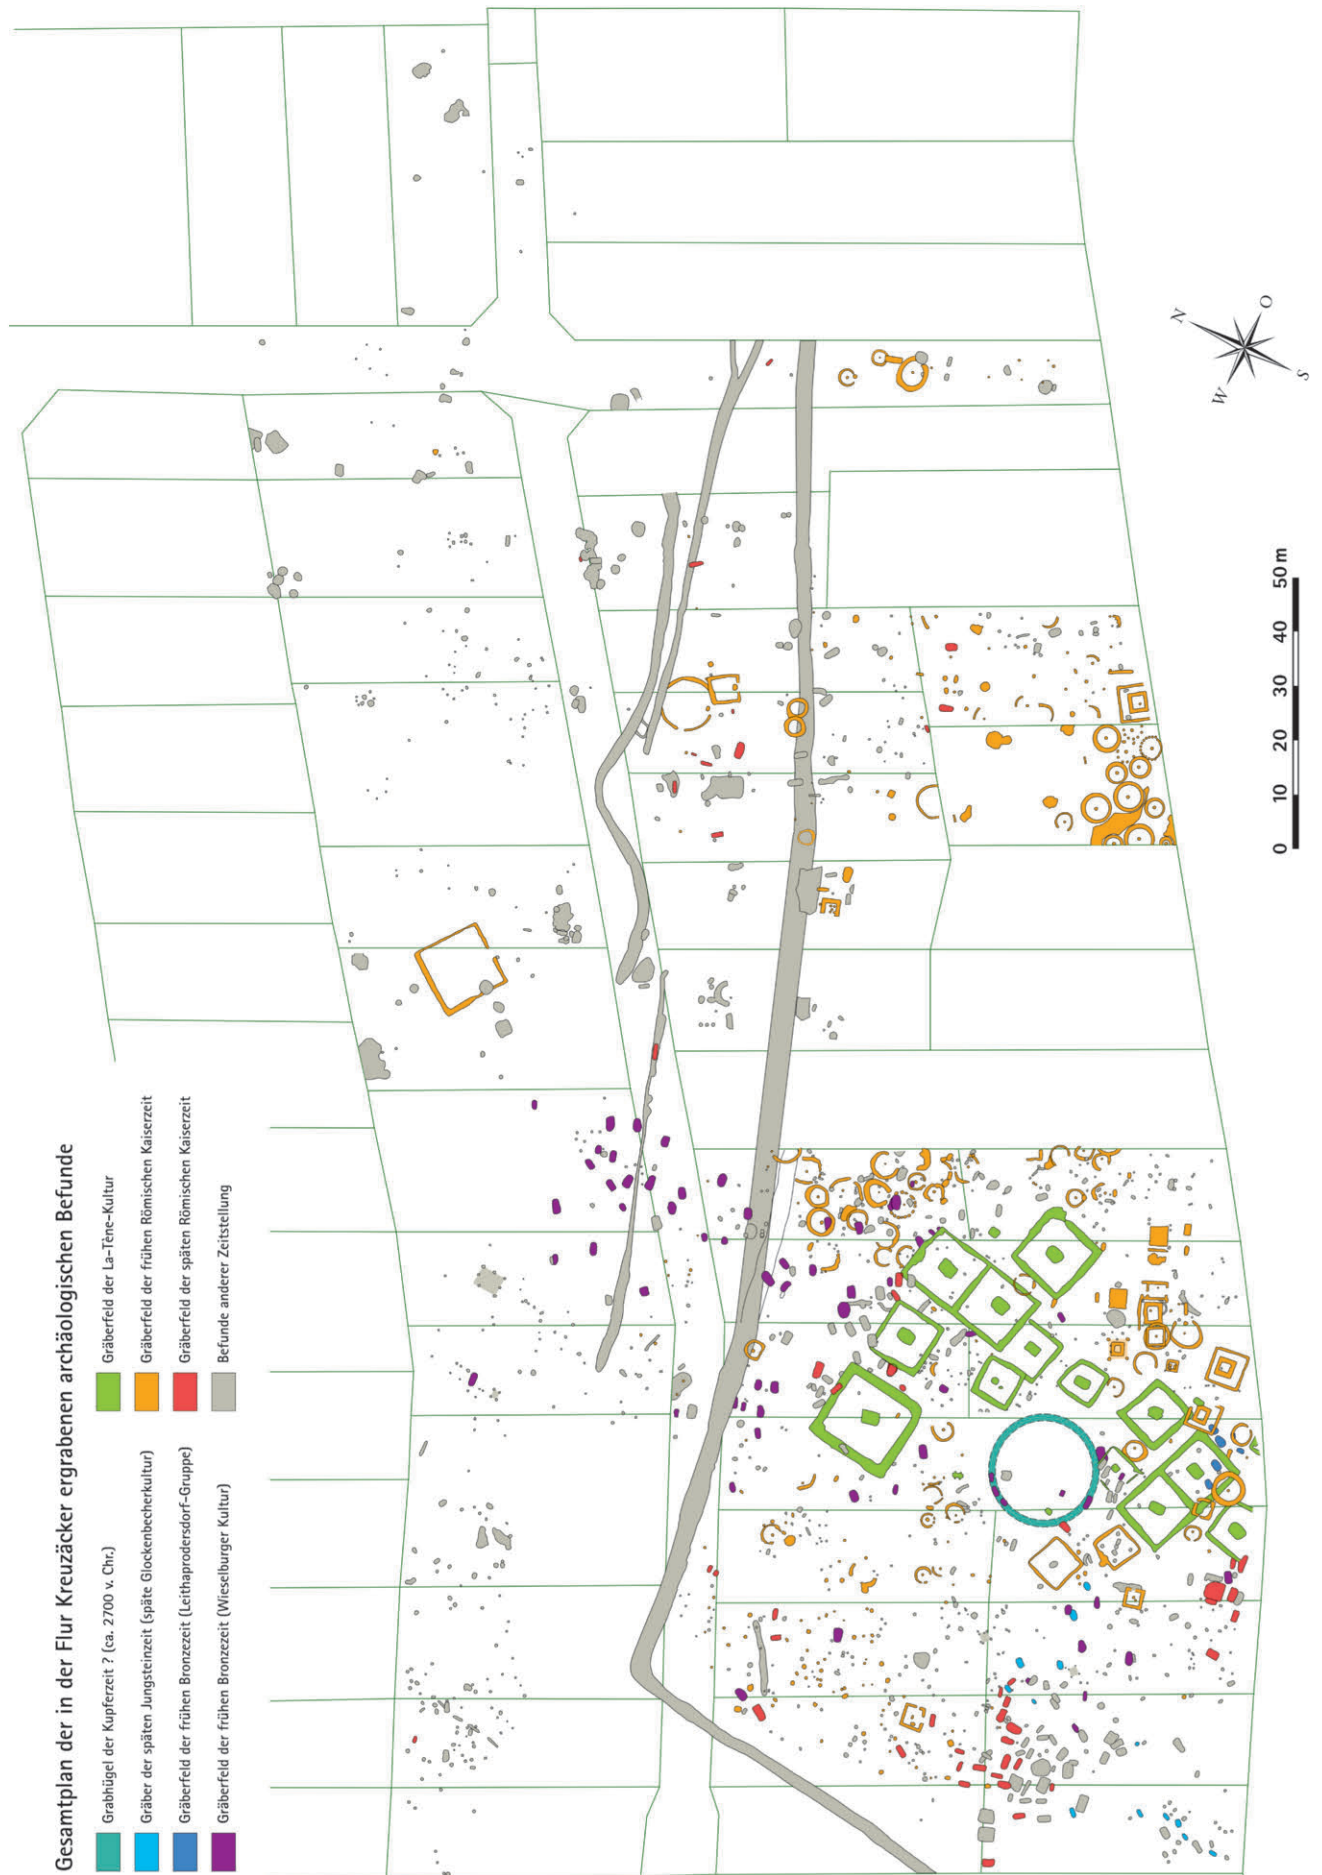 Gesamtplan der in der Flur Kreuzäcker ergrabenen archäologischen Befunde
Grabhügel der Kupferzeit ? (ca. 2700 v. Chr.)
Gräber der späten Jungsteinzeit (späte Glockenbecherkultur)
Gräberfeld der frühen Bronzezeit (Leithaprodersdorf-Gruppe)
Gräberfeld der frühen Bronzezeit (Wieselburger Kultur)
Gräberfeld der La-Tène-Kultur
Gräberfeld der frühen Römischen Kaiserzeit
Gräberfeld der späten Römischen Kaiserzeit
Befunde anderer Zeitstellung
N
O
S
W
0 10 20 30 40 50 m